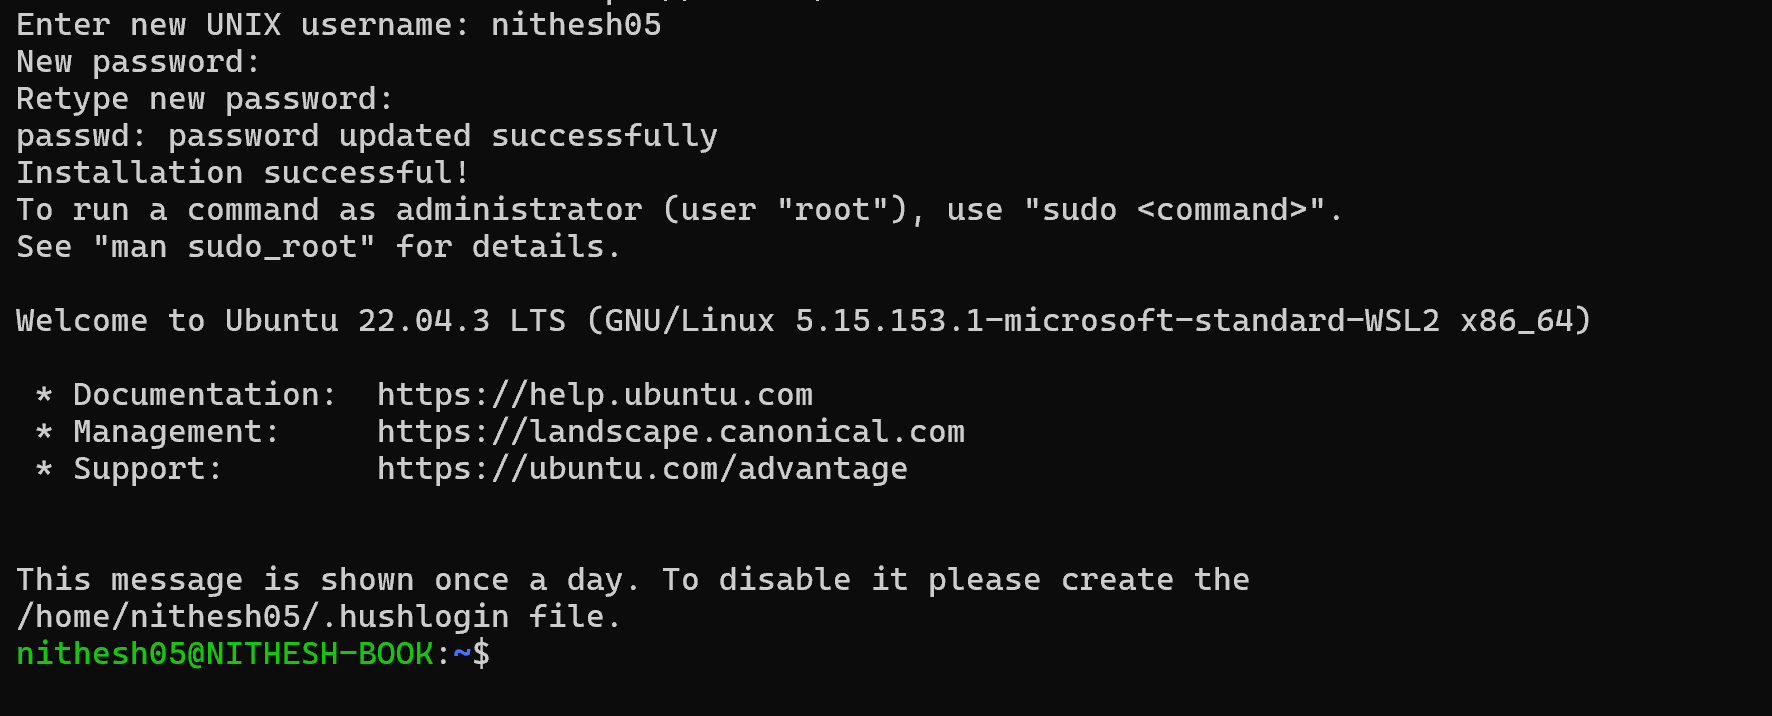 Enter new UNIX username: nithesh05
New password:
Retype new password:
passwd: password updated successfully
Installation successful!
To run a command as administrator (user "root"), use "sudo <command>".
See "man sudo_root" for details.
Welcome to Ubuntu 22.04.3 LTS (GNU/Linux 5.15.153.1-microsoft-standard-WSL2 x86_64)
* Documentation:  https://help.ubuntu.com
* Management:     https://landscape.canonical.com
* Support:        https://ubuntu.com/advantage
This message is shown once a day. To disable it please create the
/home/nithesh05/.hushlogin file.
nithesh05@NITHESH-BOOK:~$